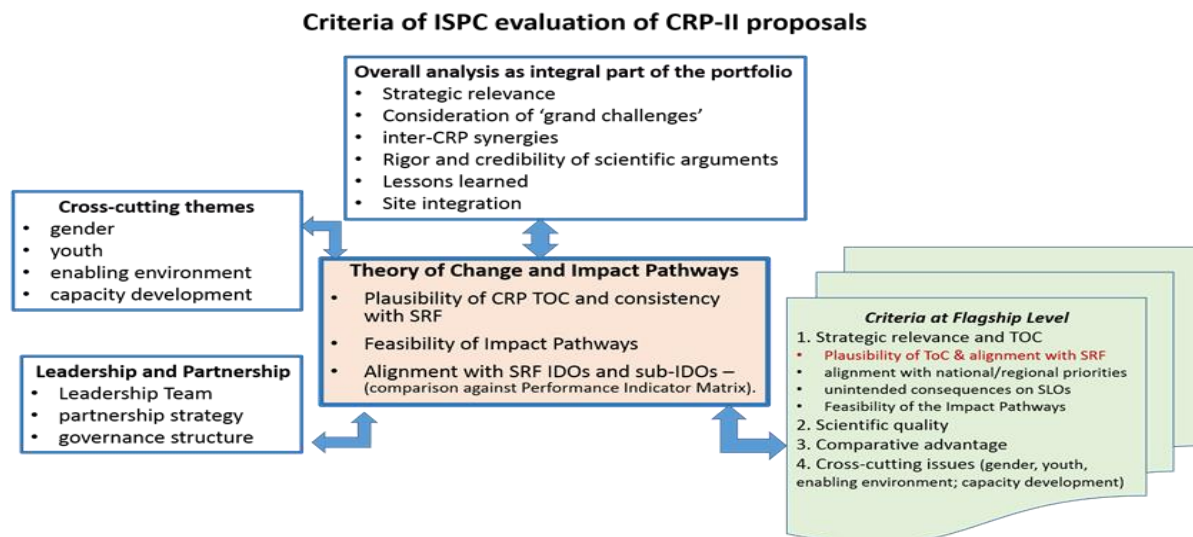 Criteria of ISPC evaluation of CRP-II proposals
Overall analysis as integral part of the portfolio
• Strategic relevance
• Consideration of ‘grand challenges’
• inter-CRP synergies
• Rigor and credibility of scientific arguments
• Lessons learned
• Site integration
Cross-cutting themes
• gender
• youth
• enabling environment
• capacity development
Theory of Change and Impact Pathways
• Plausibility of CRP TOC and consistency
with SRF
• Feasibility of Impact Pathways
• Alignment with SRF IDOs and sub-IDOs –
(comparison against Performance Indicator Matrix).
Leadership and Partnership
• Leadership Team
• partnership strategy
• governance structure
Criteria at Flagship Level
1. Strategic relevance and TOC
• Plausibility of ToC & alignment with SRF
• alignment with national/regional priorities
• unintended consequences on SLOs
• Feasibility of the Impact Pathways
2. Scientific quality
3. Comparative advantage
4. Cross-cutting issues (gender, youth,
enabling environment; capacity development)